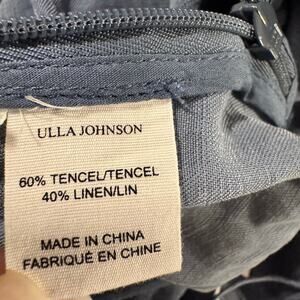 ULLA JOHNSON
60% TENCEL/TENCEL
40% LINEN/LIN
MADE IN CHINA
FABRIQUÉ EN CHINE